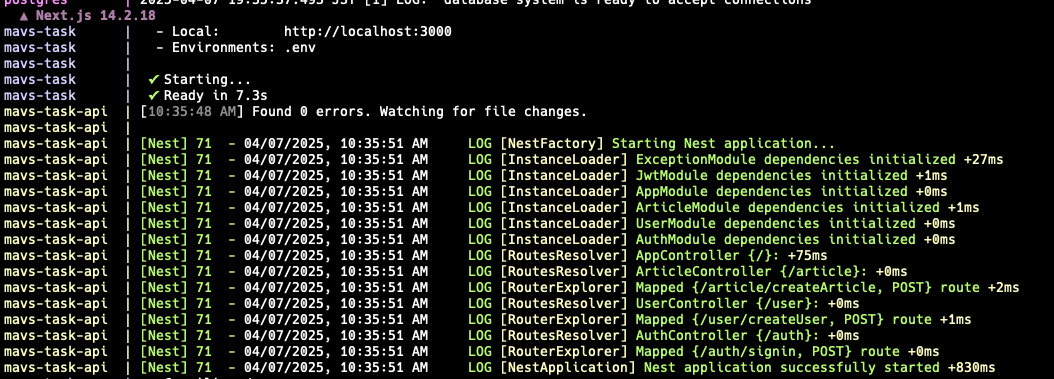 postgres | 2025-04-07 19:35:37.493 JST [1] LOG: database system is ready to accept connections
▲ Next.js 14.2.18
mavs-task | - Local: http://localhost:3000
mavs-task | - Environments: .env
mavs-task |
mavs-task | ✔ Starting...
mavs-task | ✔ Ready in 7.3s
mavs-task-api | [10:35:48 AM] Found 0 errors. Watching for file changes.
mavs-task-api |
mavs-task-api | [Nest] 71 - 04/07/2025, 10:35:51 AM LOG [NestFactory] Starting Nest application...
mavs-task-api | [Nest] 71 - 04/07/2025, 10:35:51 AM LOG [InstanceLoader] ExceptionModule dependencies initialized +27ms
mavs-task-api | [Nest] 71 - 04/07/2025, 10:35:51 AM LOG [InstanceLoader] JwtModule dependencies initialized +1ms
mavs-task-api | [Nest] 71 - 04/07/2025, 10:35:51 AM LOG [InstanceLoader] AppModule dependencies initialized +0ms
mavs-task-api | [Nest] 71 - 04/07/2025, 10:35:51 AM LOG [InstanceLoader] ArticleModule dependencies initialized +1ms
mavs-task-api | [Nest] 71 - 04/07/2025, 10:35:51 AM LOG [InstanceLoader] UserModule dependencies initialized +0ms
mavs-task-api | [Nest] 71 - 04/07/2025, 10:35:51 AM LOG [InstanceLoader] AuthModule dependencies initialized +0ms
mavs-task-api | [Nest] 71 - 04/07/2025, 10:35:51 AM LOG [RoutesResolver] AppController {/}: +75ms
mavs-task-api | [Nest] 71 - 04/07/2025, 10:35:51 AM LOG [RoutesResolver] ArticleController {/article}: +0ms
mavs-task-api | [Nest] 71 - 04/07/2025, 10:35:51 AM LOG [RouterExplorer] Mapped {/article/createArticle, POST} route +2ms
mavs-task-api | [Nest] 71 - 04/07/2025, 10:35:51 AM LOG [RoutesResolver] UserController {/user}: +0ms
mavs-task-api | [Nest] 71 - 04/07/2025, 10:35:51 AM LOG [RouterExplorer] Mapped {/user/createUser, POST} route +1ms
mavs-task-api | [Nest] 71 - 04/07/2025, 10:35:51 AM LOG [RoutesResolver] AuthController {/auth}: +0ms
mavs-task-api | [Nest] 71 - 04/07/2025, 10:35:51 AM LOG [RouterExplorer] Mapped {/auth/signin, POST} route +0ms
mavs-task-api | [Nest] 71 - 04/07/2025, 10:35:51 AM LOG [NestApplication] Nest application successfully started +830ms